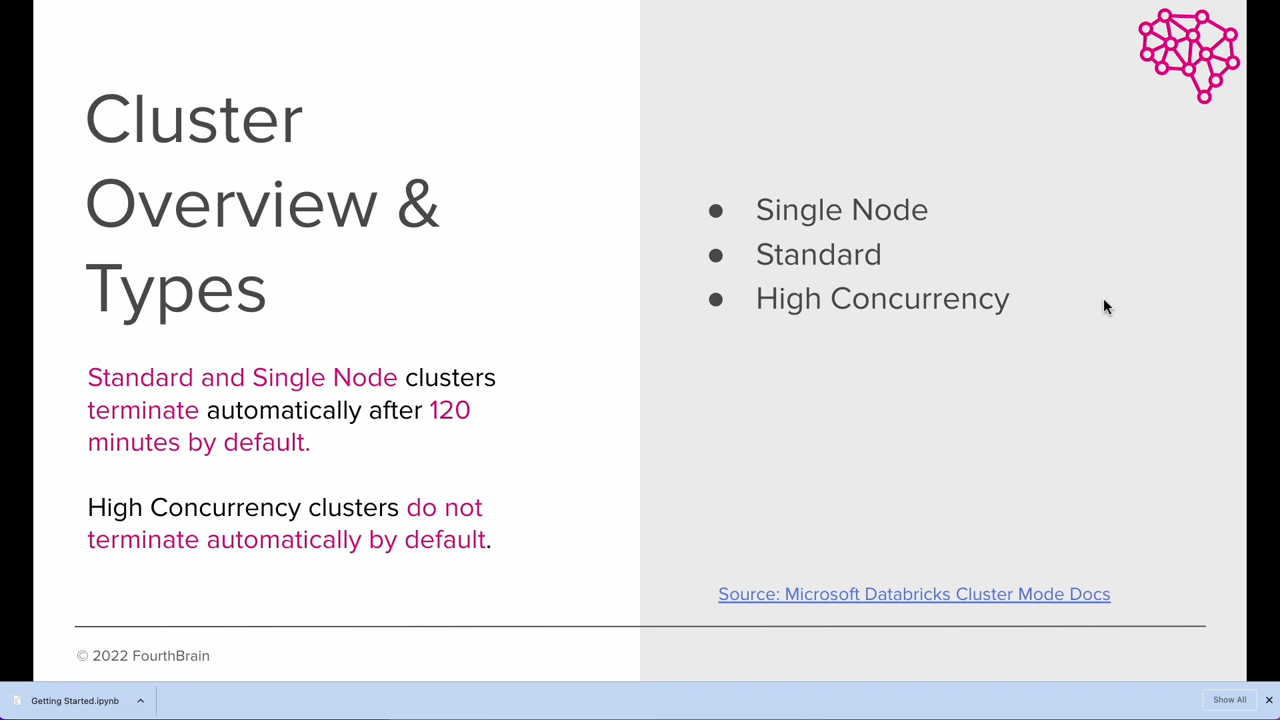 Cluster
Overview &
Types
Standard and Single Node clusters
terminate automatically after 120
minutes by default.
High Concurrency clusters do not
terminate automatically by default.
● Single Node
● Standard
● High Concurrency
Source: Microsoft Databricks Cluster Mode Docs
© 2022 FourthBrain
Getting Started.ipynb
Show All